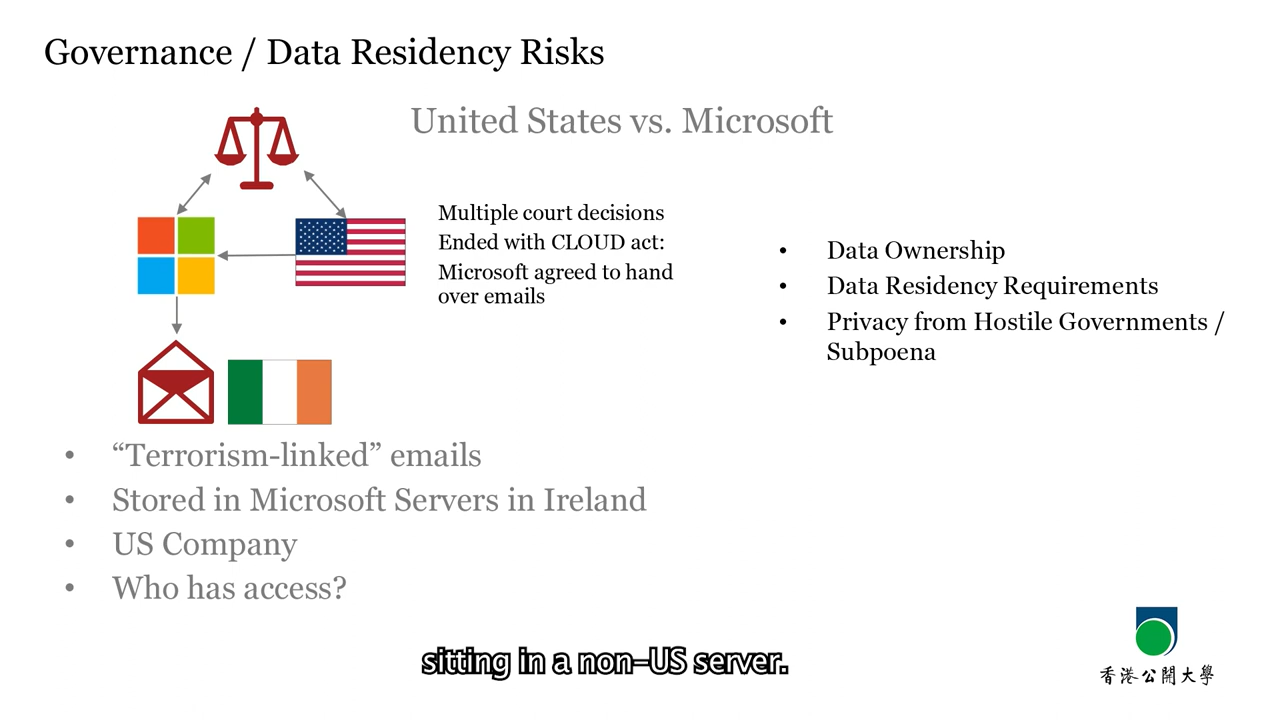 Governance / Data Residency Risks
United States vs. Microsoft
Multiple court decisions
Ended with CLOUD act:
Microsoft agreed to hand
over emails
• Data Ownership
• Data Residency Requirements
• Privacy from Hostile Governments /
Subpoena
• “Terrorism-linked” emails
• Stored in Microsoft Servers in Ireland
• US Company
• Who has access?
sitting in a non-US server.
香港公開大學